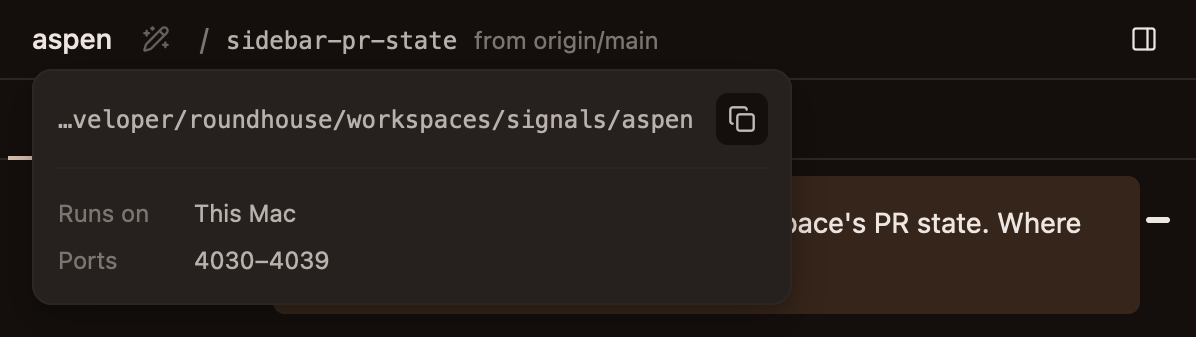 aspen / sidebar-pr-state from origin/main
…veloper/roundhouse/workspaces/signals/aspen
Runs on This Mac
PR state. Where
Ports 4030–4039